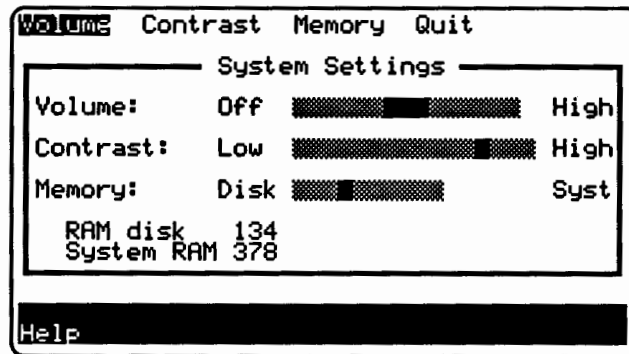 Volume Contrast Memory Quit
System Settings
Volume: Off High
Contrast: Low High
Memory: Disk Syst
RAM disk 134
System RAM 378
Help